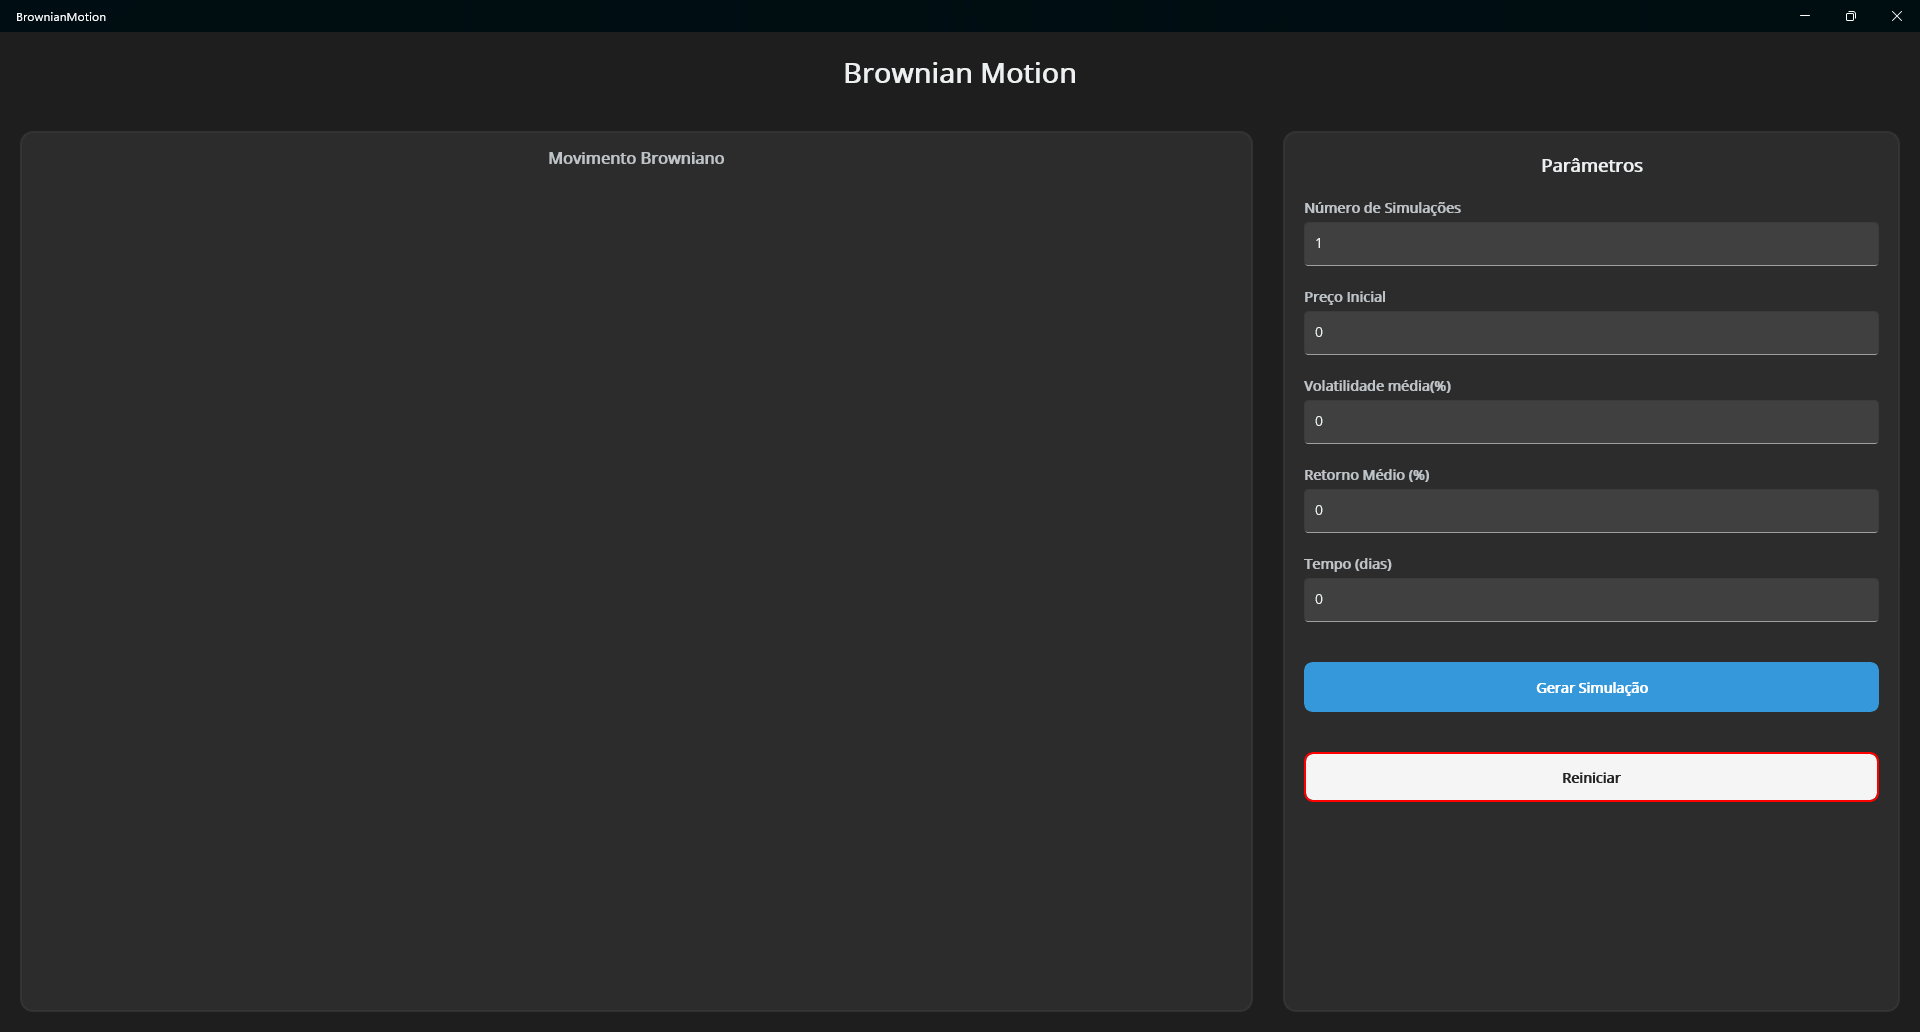 BrownianMotion
Brownian Motion
Movimento Browniano
Parâmetros
Número de Simulações
1
Preço Inicial
0
Volatilidade média(%)
0
Retorno Médio (%)
0
Tempo (dias)
0
Gerar Simulação
Reiniciar